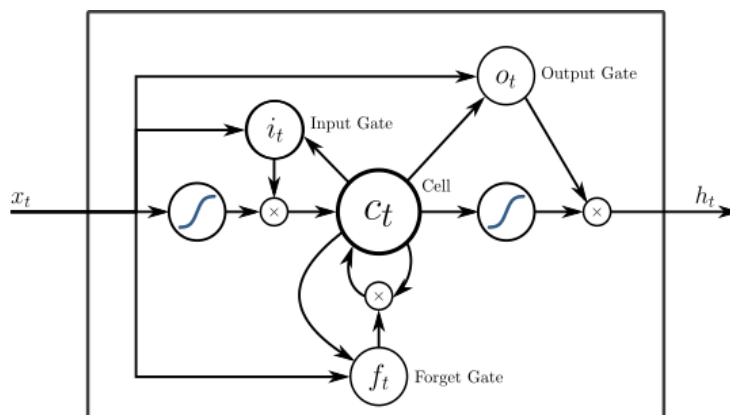 o_t Output Gate
i_t Input Gate
x_t
×
c_t
Cell
×
h_t
×
f_t Forget Gate